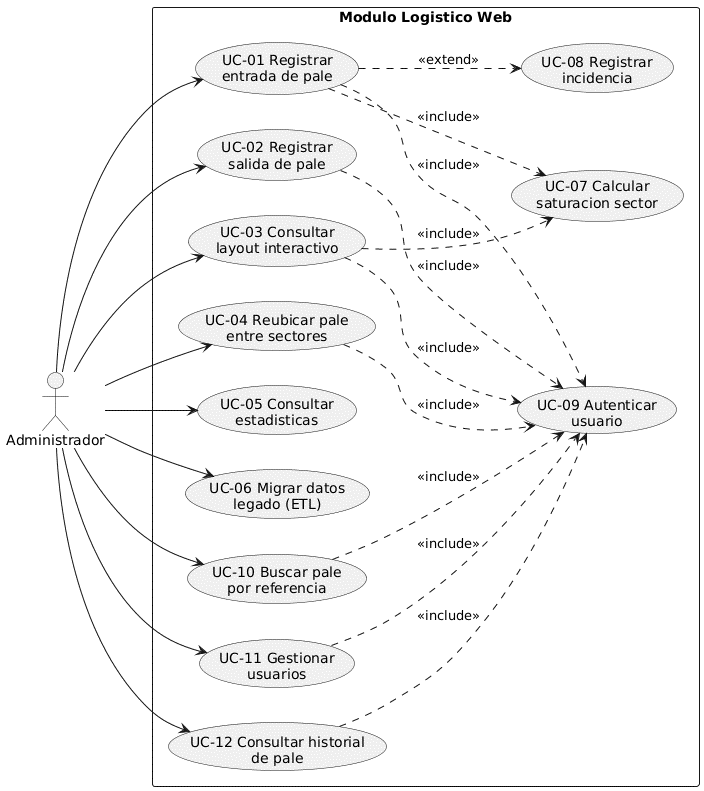 Modulo Logistico Web
UC-01 Registrar
entrada de pale
«extend»
UC-08 Registrar
incidencia
«include»
UC-02 Registrar
salida de pale
«include»
UC-07 Calcular
saturacion sector
UC-03 Consultar
layout interactivo
«include»
«include»
UC-04 Reubicar pale
entre sectores
«include»
UC-05 Consultar
estadisticas
«include»
UC-09 Autenticar
usuario
Administrador
UC-06 Migrar datos
legado (ETL)
«include»
UC-10 Buscar pale
por referencia
«include»
UC-11 Gestionar
usuarios
«include»
UC-12 Consultar historial
de pale